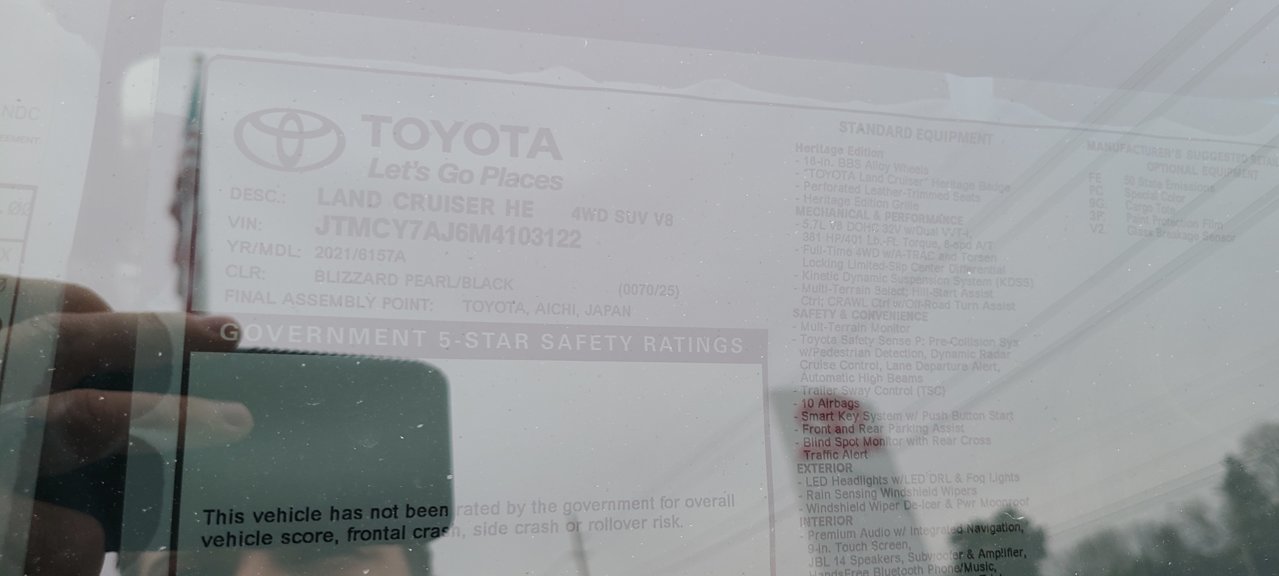 NDC
EEMENT
TOYOTA
Let's Go Places
DESC.: LAND CRUISER HE 4WD SUV V8
VIN: JTMCY7AJ6M4103122
YR/MDL: 2021/6157A
CLR: BLIZZARD PEARL/BLACK (0070/25)
FINAL ASSEMBLY POINT: TOYOTA, AICHI, JAPAN
GOVERNMENT 5-STAR SAFETY RATINGS
This vehicle has not been rated by the government for overall
vehicle score, frontal crash, side crash or rollover risk.
STANDARD EQUIPMENT
Heritage Edition
- 18-in. BBS Alloy Wheels
- "TOYOTA Land Cruiser" Heritage Badge
- Perforated Leather-Trimmed Seats
- Heritage Edition Grille
MECHANICAL & PERFORMANCE
- 5.7L V8 DOHC 32V w/Dual VVT-i,
381 HP/401 Lb.-Ft. Torque, 8-spd A/T
- Full-Time 4WD w/A-TRAC and Torsen
Locking Limited-Slip Center Differential
- Kinetic Dynamic Suspension System (KDSS)
- Multi-Terrain Select; Hill-Start Assist
Ctrl; CRAWL Ctrl w/Off-Road Turn Assist
SAFETY & CONVENIENCE
- Mult-Terrain Monitor
- Toyota Safety Sense P: Pre-Collision Sys
w/Pedestrian Detection, Dynamic Radar
Cruise Control, Lane Departure Alert,
Automatic High Beams
- Trailer Sway Control (TSC)
- 10 Airbags
- Smart Key System w/ Push Button Start
- Front and Rear Parking Assist
- Blind Spot Monitor with Rear Cross
Traffic Alert
EXTERIOR
- LED Headlights w/LED DRL & Fog Lights
- Rain Sensing Windshield Wipers
- Windshield Wiper De-Icer & Pwr Moonroof
INTERIOR
- Premium Audio w/ Integrated Navigation,
9-in. Touch Screen,
JBL 14 Speakers, Subwoofer & Amplifier,
HandsFree Bluetooth Phone/Music,
MANUFACTURER'S SUGGESTED RETAIL
OPTIONAL EQUIPMENT
FE 50 State Emissions
Special Color
Cargo Tray
Paint Protection Film
V2 Glass Breakage Sensor